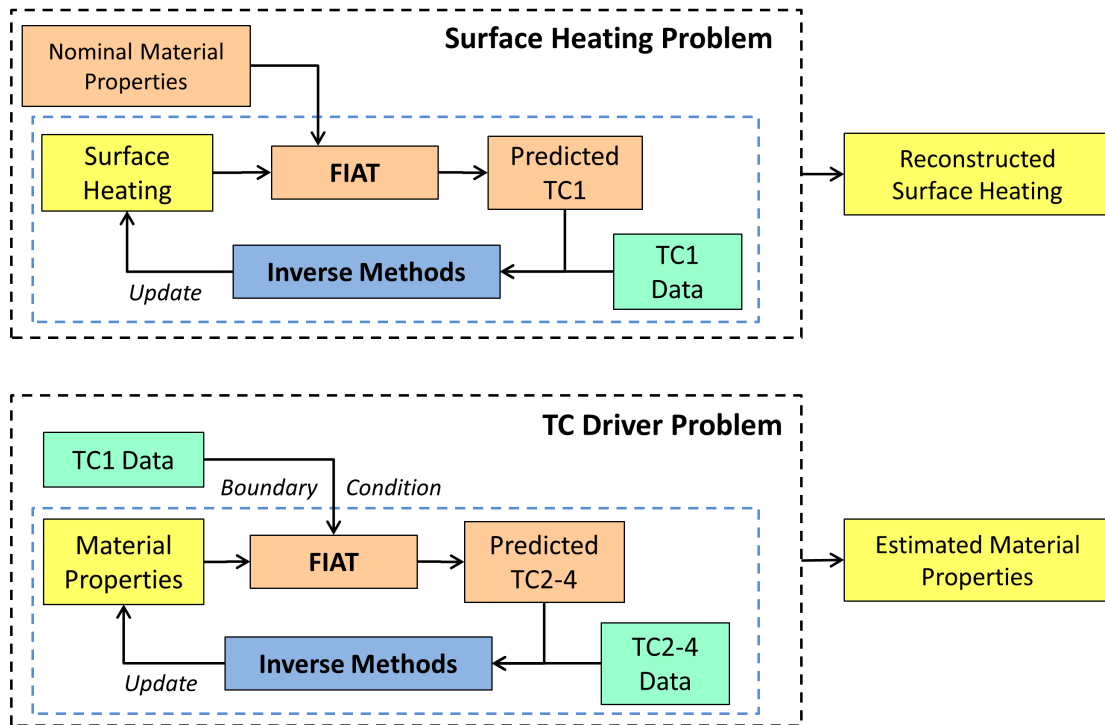 Surface Heating Problem
Nominal Material
Properties
Surface
Heating
FIAT
Predicted
TC1
Reconstructed
Surface Heating
Inverse Methods
TC1
Data
Update
TC Driver Problem
TC1 Data
Boundary Condition
Material
Properties
FIAT
Predicted
TC2-4
Estimated Material
Properties
Inverse Methods
TC2-4
Data
Update